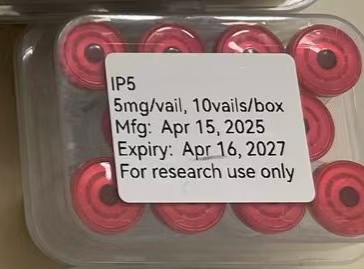 IP5
5mg/vail, 10vails/box
Mfg: Apr 15, 2025
Expiry: Apr 16, 2027
For research use only